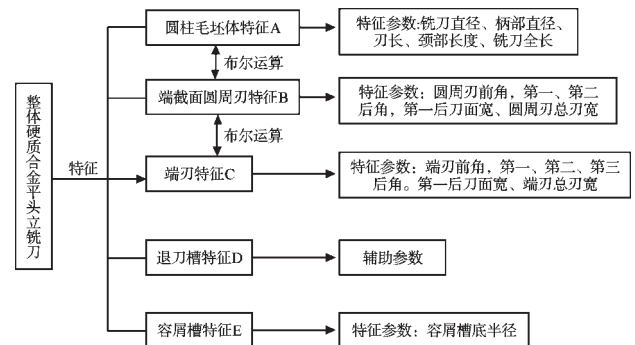 整体硬质合金平头立铣刀
特征
圆柱毛坯体特征A
特征参数:铣刀直径、柄部直径、
刃长、颈部长度、铣刀全长
布尔运算
端截面圆周刃特征B
特征参数：圆周刃前角，第一、第二
后角，第一后刀面宽、圆周刃总刃宽
布尔运算
端刃特征C
特征参数：端刃前角，第一、第二、第三
后角。第一后刀面宽、端刃总刃宽
退刀槽特征D
辅助参数
容屑槽特征E
特征参数：容屑槽底半径